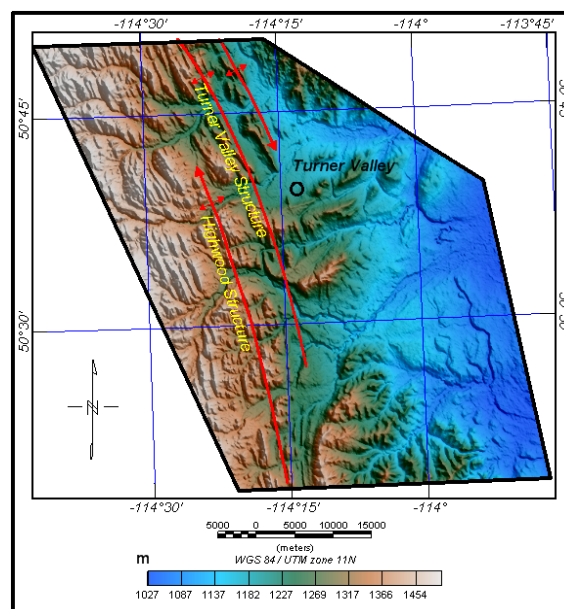 -114°30' -114°15' -114° -113°45'
50°45'
50°30'
Turner Valley Structure
Turner Valley
Highwood Structure
N
-114°30' -114°15' -114°
5000 0 5000 10000 15000
(meters)
WGS 84 / UTM zone 11N
m
1027 1087 1137 1182 1227 1269 1317 1366 1454